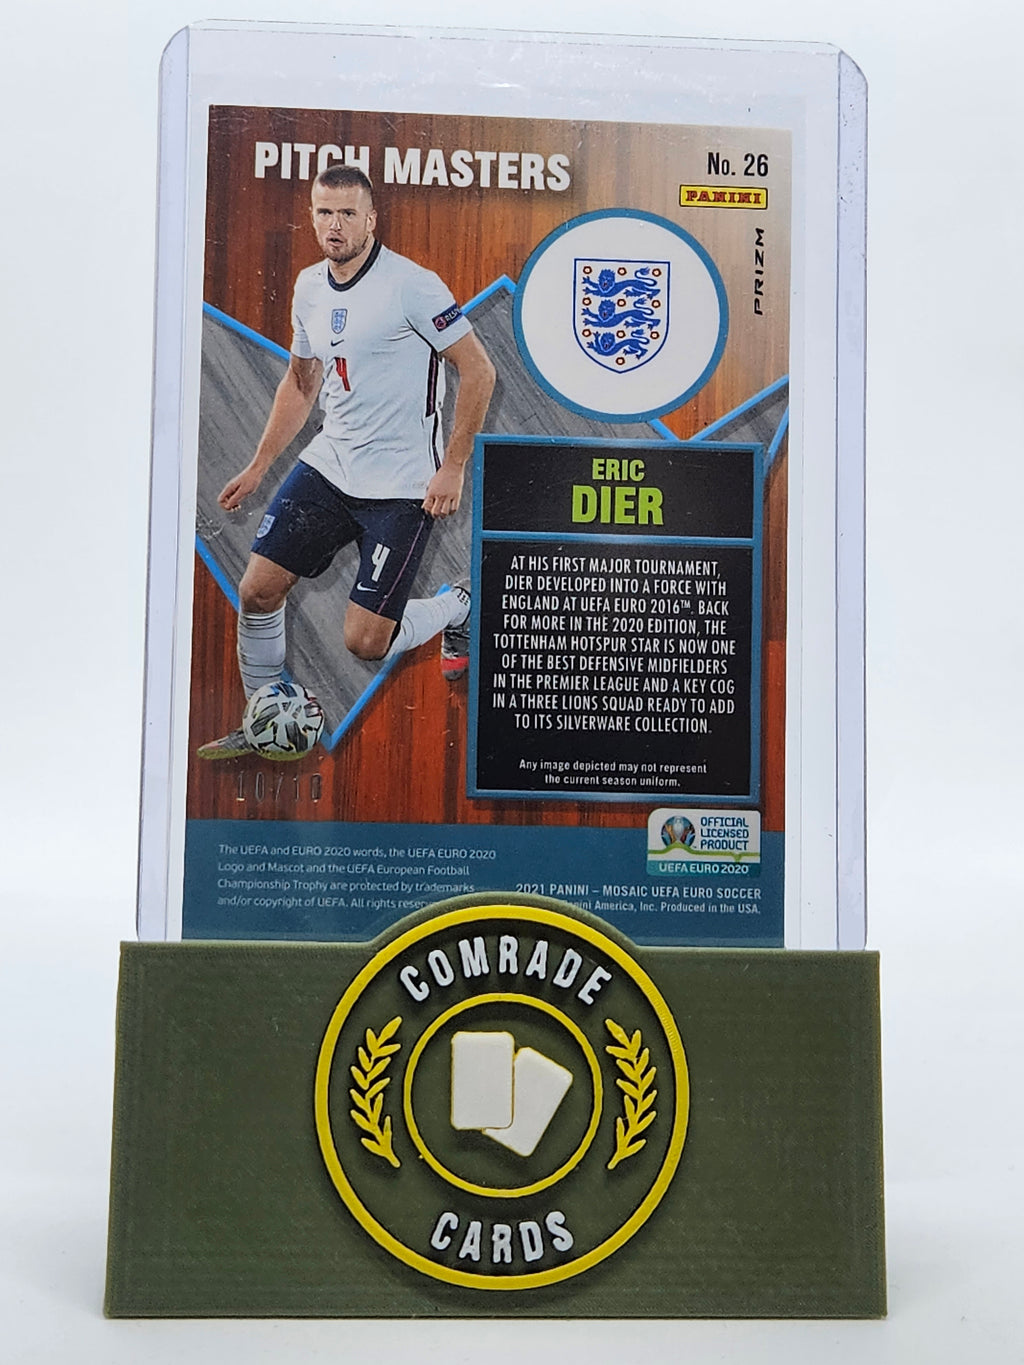 PITCH MASTERS
No. 26
PANINI
PRIZM
RESP
4
4
ERIC
DIER
AT HIS FIRST MAJOR TOURNAMENT,
DIER DEVELOPED INTO A FORCE WITH
ENGLAND AT UEFA EURO 2016™. BACK
FOR MORE IN THE 2020 EDITION, THE
TOTTENHAM HOTSPUR STAR IS NOW ONE
OF THE BEST DEFENSIVE MIDFIELDERS
IN THE PREMIER LEAGUE AND A KEY COG
IN A THREE LIONS SQUAD READY TO ADD
TO ITS SILVERWARE COLLECTION.
Any image depicted may not represent
the current season uniform.
10/10
OFFICIAL
LICENSED
PRODUCT
UEFA EURO2020
The UEFA and EURO 2020 words, the UEFA EURO 2020
Logo and Mascot and the UEFA European Football
Championship Trophy are protected by trademarks
and/or copyright of UEFA. All rights
2021 PANINI – MOSAIC UEFA EURO SOCCER
America, Inc. Produced in the USA.
COMRADE
CARDS